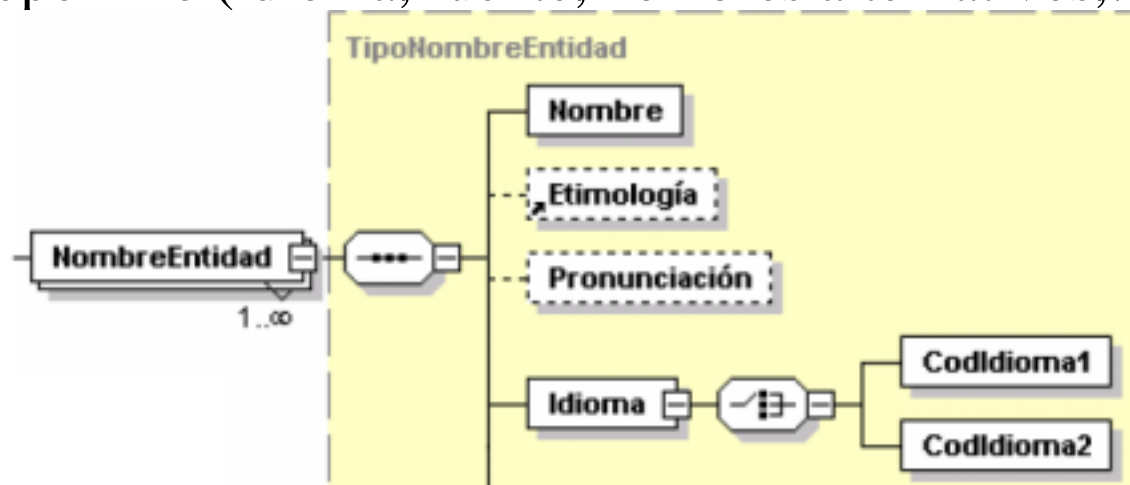 TipoNombreEntidad
Nombre
Etimología
NombreEntidad
Pronunciación
1..∞
CodIdioma1
Idioma
CodIdioma2